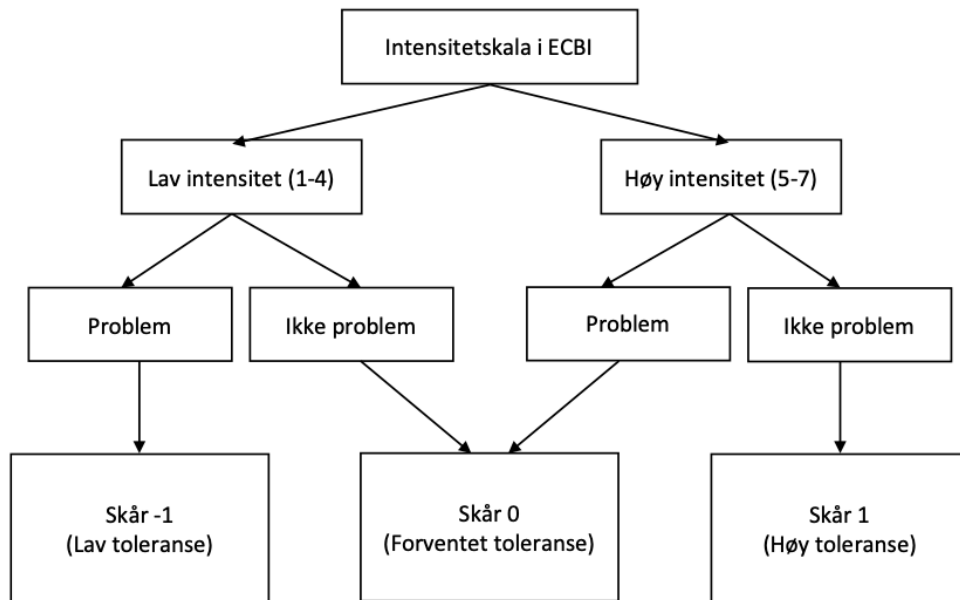 Intensitetskala i ECBI
Lav intensitet (1-4)
Høy intensitet (5-7)
Problem
Ikke problem
Problem
Ikke problem
Skår -1
(Lav toleranse)
Skår 0
(Forventet toleranse)
Skår 1
(Høy toleranse)